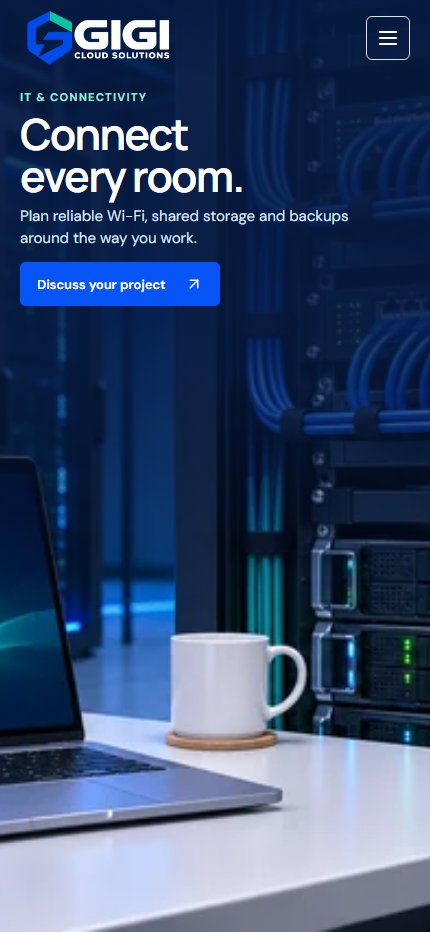 GIGI
CLOUD SOLUTIONS
IT & CONNECTIVITY
Connect
every room.
Plan reliable Wi-Fi, shared storage and backups
around the way you work.
Discuss your project